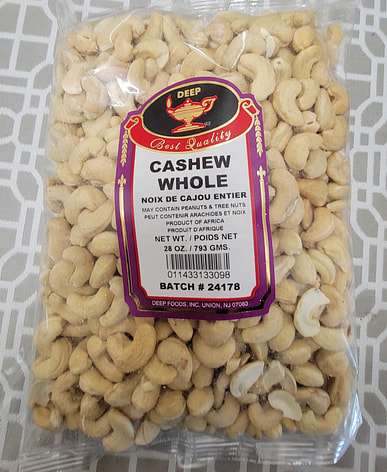 DEEP
Best Quality
CASHEW
WHOLE
NOIX DE CAJOU ENTIER
MAY CONTAIN PEANUTS & TREE NUTS
PEUT CONTENIR ARACHIDES ET NOIX
PRODUCT OF AFRICA
PRODUIT D'AFRIQUE
NET WT. / POIDS NET
28 OZ. / 793 GMS.
011433133098
BATCH # 24178
DEEP FOODS, INC. UNION, NJ 07083